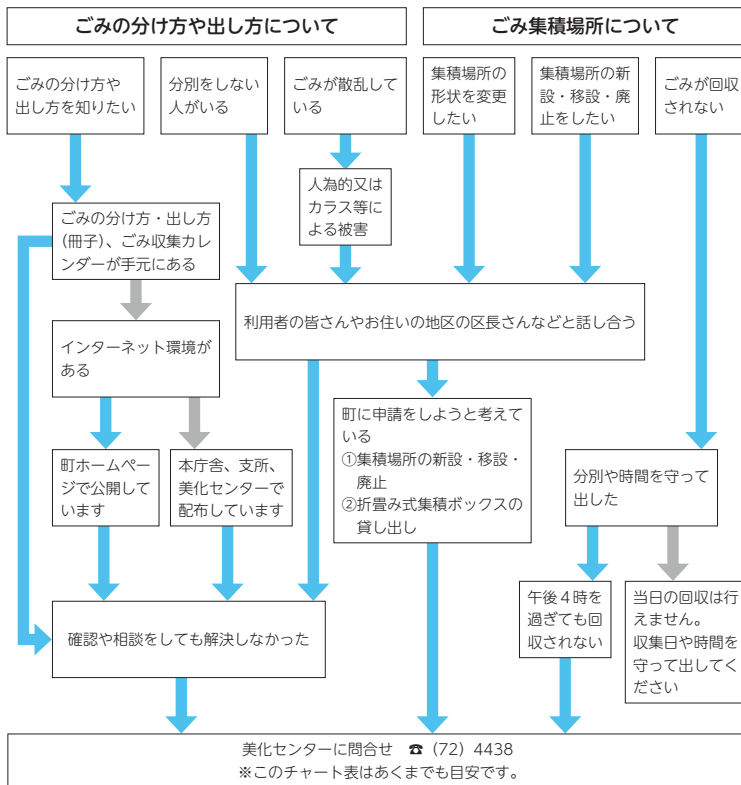 ごみの分け方や出し方について
ごみ集積場所について
ごみの分け方や
出し方を知りたい
分別をしない
人がいる
ごみが散乱して
いる
集積場所の
形状を変更
したい
集積場所の新
設・移設・廃
止をしたい
ごみが回収
されない
人為的又は
カラス等に
よる被害
ごみの分け方・出し方
(冊子)、ごみ収集カレ
ンダーが手元にある
利用者の皆さんやお住いの地区の区長さんなどと話し合う
インターネット環境が
ある
町に申請をしようと考えて
いる
①集積場所の新設・移設・
廃止
②折畳み式集積ボックスの
貸し出し
町ホームペー
ジで公開して
います
本庁舎、支所、
美化センターで
配布しています
分別や時間を守って
出した
午後4時を
過ぎても回
収されない
当日の回収は行
えません。
収集日や時間を
守って出してく
ださい
確認や相談をしても解決しなかった
美化センターに問合せ ☎ (72) 4438
※このチャート表はあくまでも目安です。